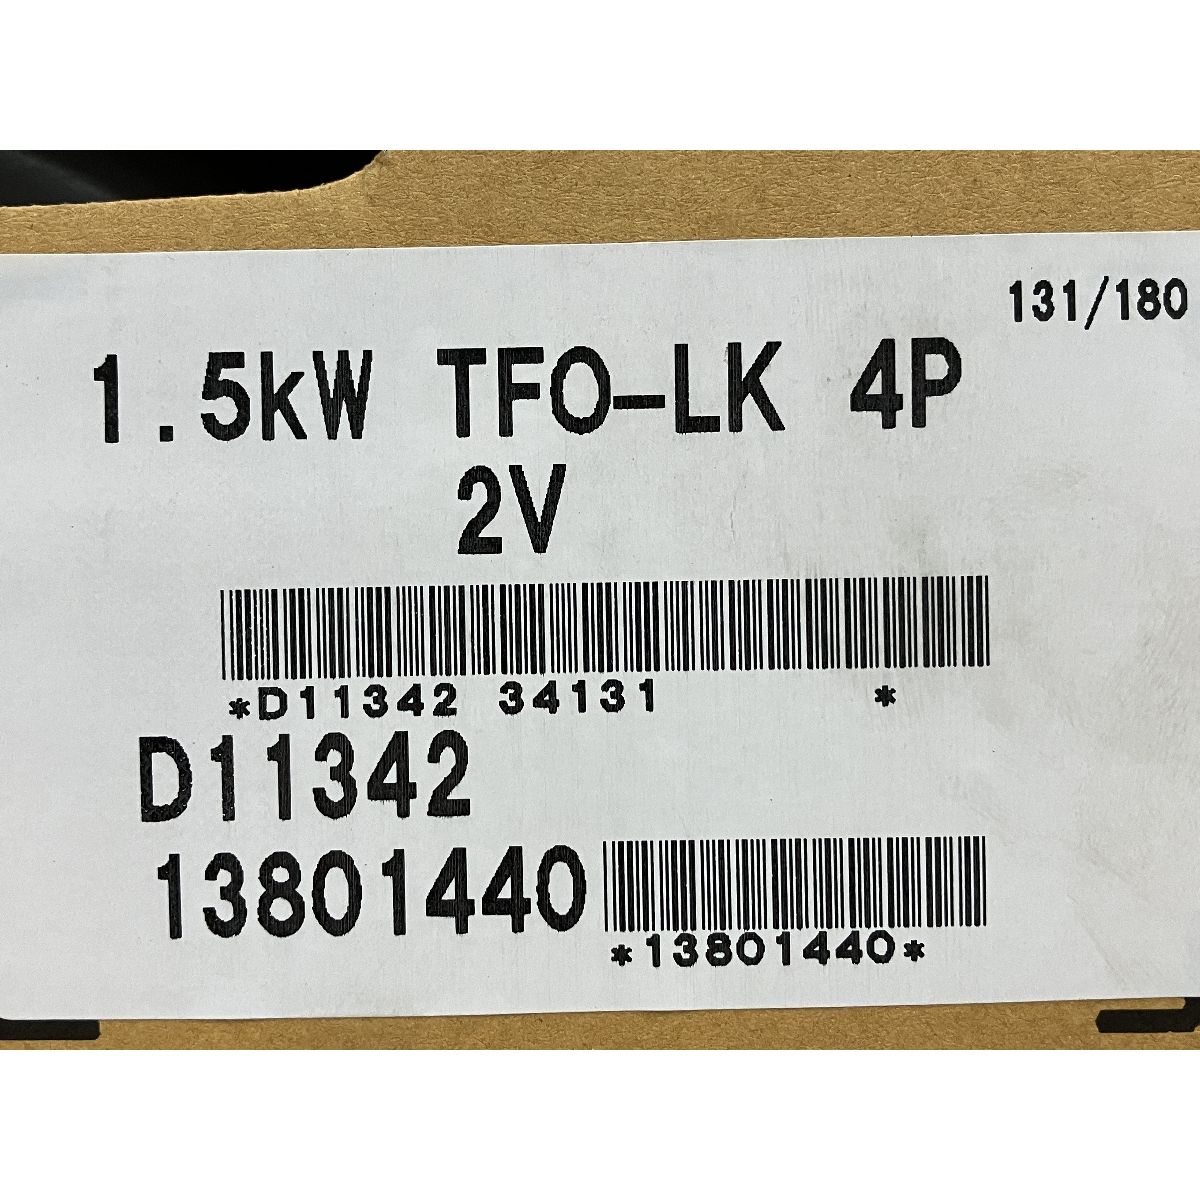 131/180
1.5kW TFO-LK 4P
2V
*D11342 34131 *
D11342
13801440
*13801440*